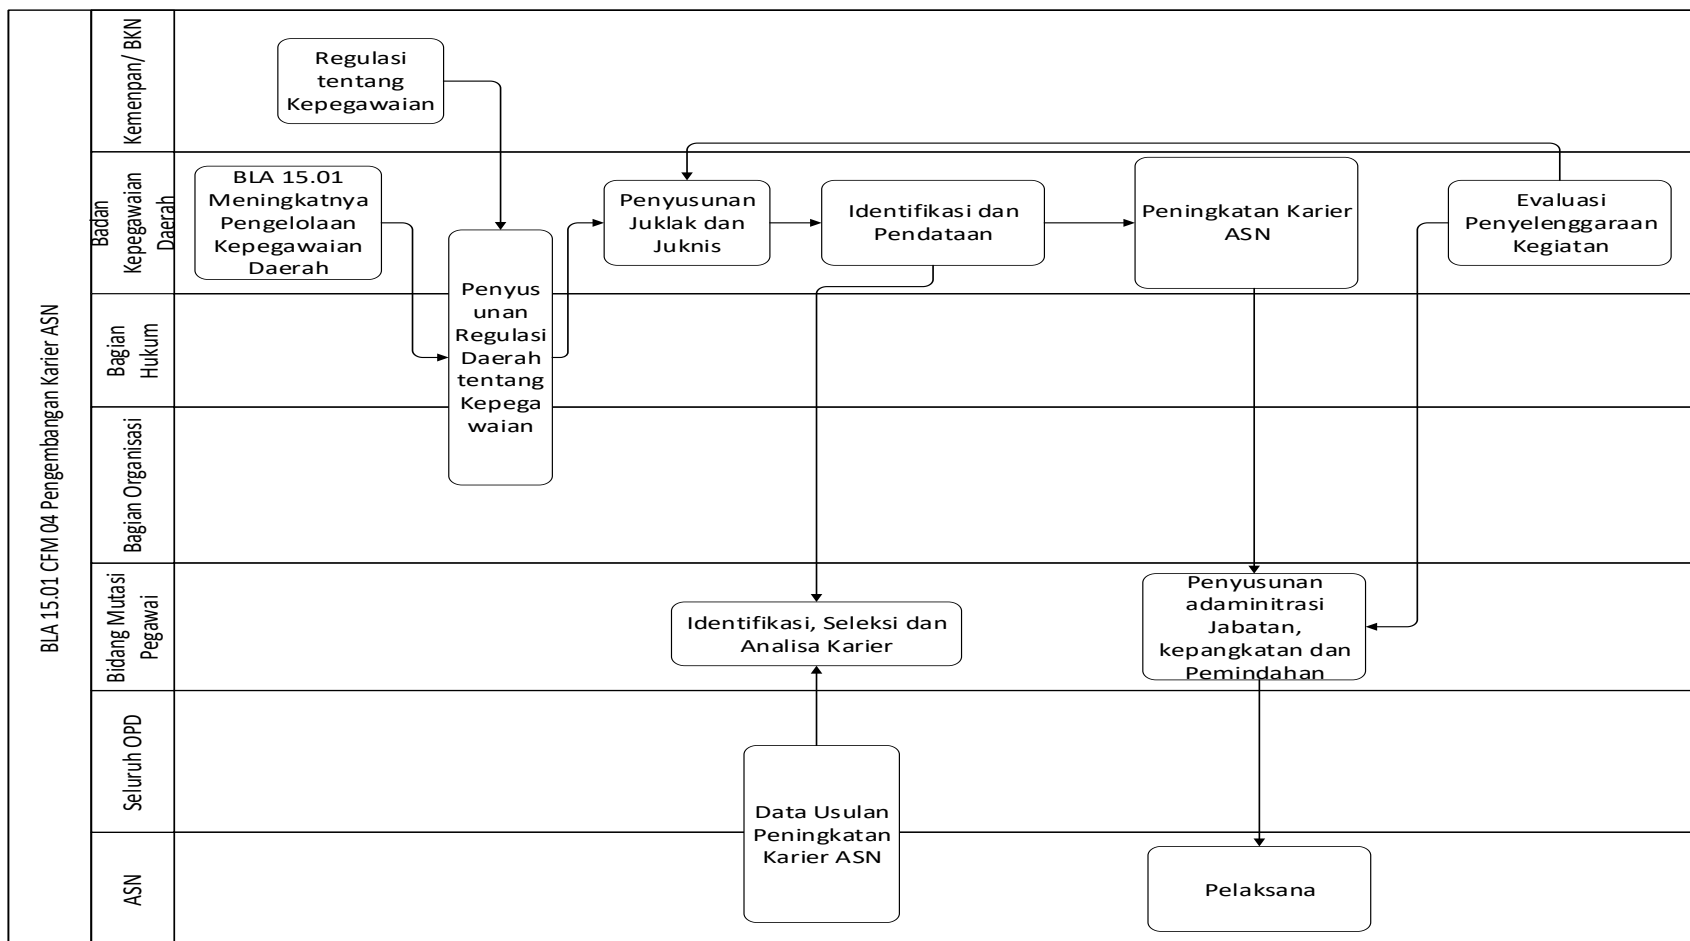 BLA 15.01 CFM 04 Pengembangan Karier ASN
Kemenpan/ BKN
Regulasi
tentang
Kepegawaian
Badan
Kepegawaian
Daerah
BLA 15.01
Meningkatnya
Pengelolaan
Kepegawaian
Daerah
Penyusunan
Juklak dan
Juknis
Identifikasi dan
Pendataan
Peningkatan Karier
ASN
Evaluasi
Penyelenggaraan
Kegiatan
Penyus
unan
Regulasi
Daerah
tentang
Kepega
waian
Bagian
Hukum
Bagian Organisasi
Bidang Mutasi
Pegawai
Identifikasi, Seleksi dan
Analisa Karier
Penyusunan
adaminitrasi
Jabatan,
kepangkatan dan
Pemindahan
Seluruh OPD
Data Usulan
Peningkatan
Karier ASN
ASN
Pelaksana